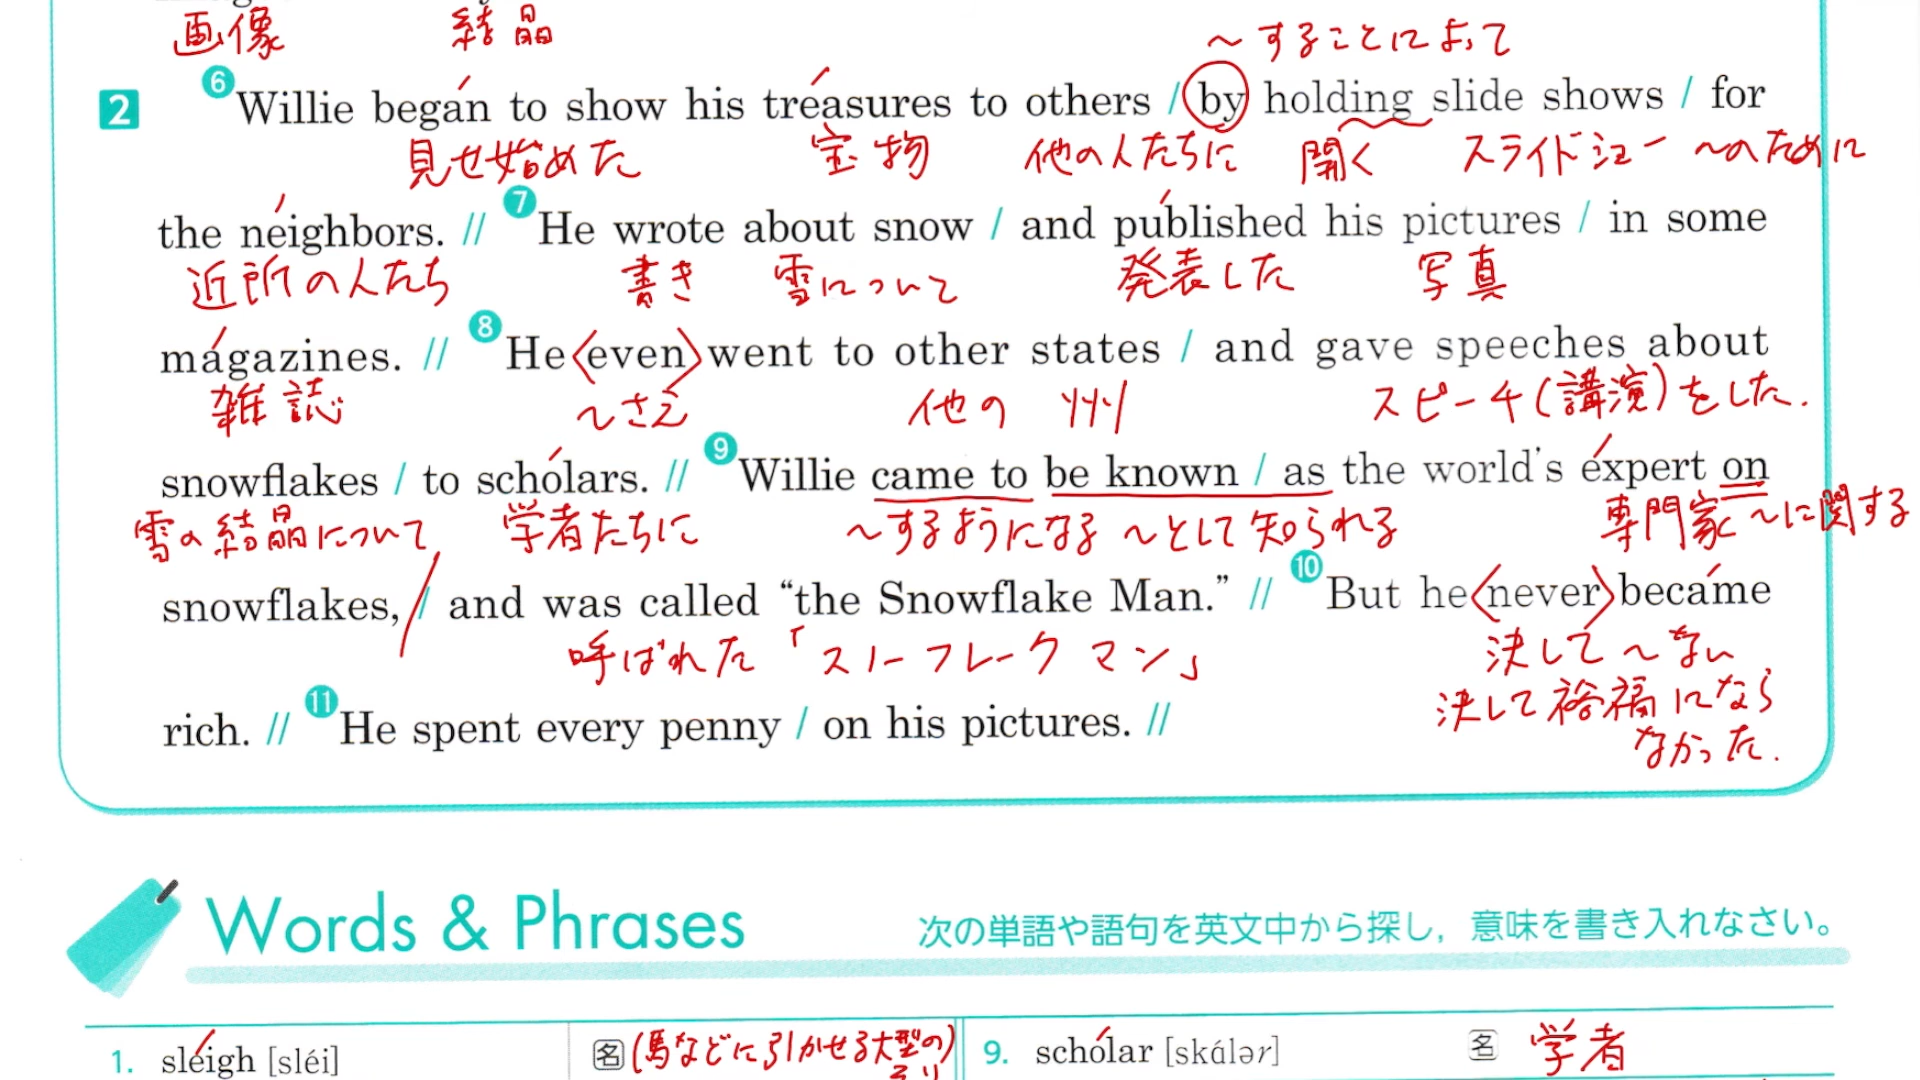 画像 結晶
～することによって
2 ⑥Willie began to show his treasures to others / by holding slide shows / for
見せ始めた 宝物 他の人たちに 開く スライドショー ～のために
the neighbors. // ⑦He wrote about snow / and published his pictures / in some
近所の人たち 書き 雪について 発表した 写真
magazines. // ⑧He〈even〉went to other states / and gave speeches about
雑誌 ～さえ 他の 州 スピーチ(講演)をした.
snowflakes / to scholars. // ⑨Willie came to be known / as the world's expert on
雪の結晶について 学者たちに ～するようになる ～として知られる 専門家 ～に関する
snowflakes, / and was called “the Snowflake Man.” // ⑩But he〈never〉became
呼ばれた「スノーフレークマン」 決して～ない
決して裕福になら
rich. // ⑪He spent every penny / on his pictures. //
なかった.
Words & Phrases 次の単語や語句を英文中から探し，意味を書き入れなさい。
1. sleigh [sléi] 名 (馬などに引かせる大型の) 9. scholar [skálər] 名 学者